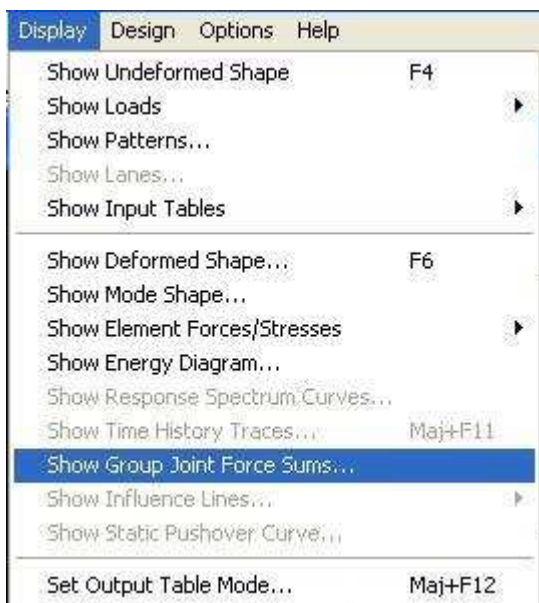 Display Design Options Help
Show Undeformed Shape F4
Show Loads
Show Patterns...
Show Lanes...
Show Input Tables
Show Deformed Shape... F6
Show Mode Shape...
Show Element Forces/Stresses
Show Energy Diagram...
Show Response Spectrum Curves...
Show Time History Traces... Maj+F11
Show Group Joint Force Sums...
Show Influence Lines...
Show Static Pushover Curve...
Set Output Table Mode... Maj+F12